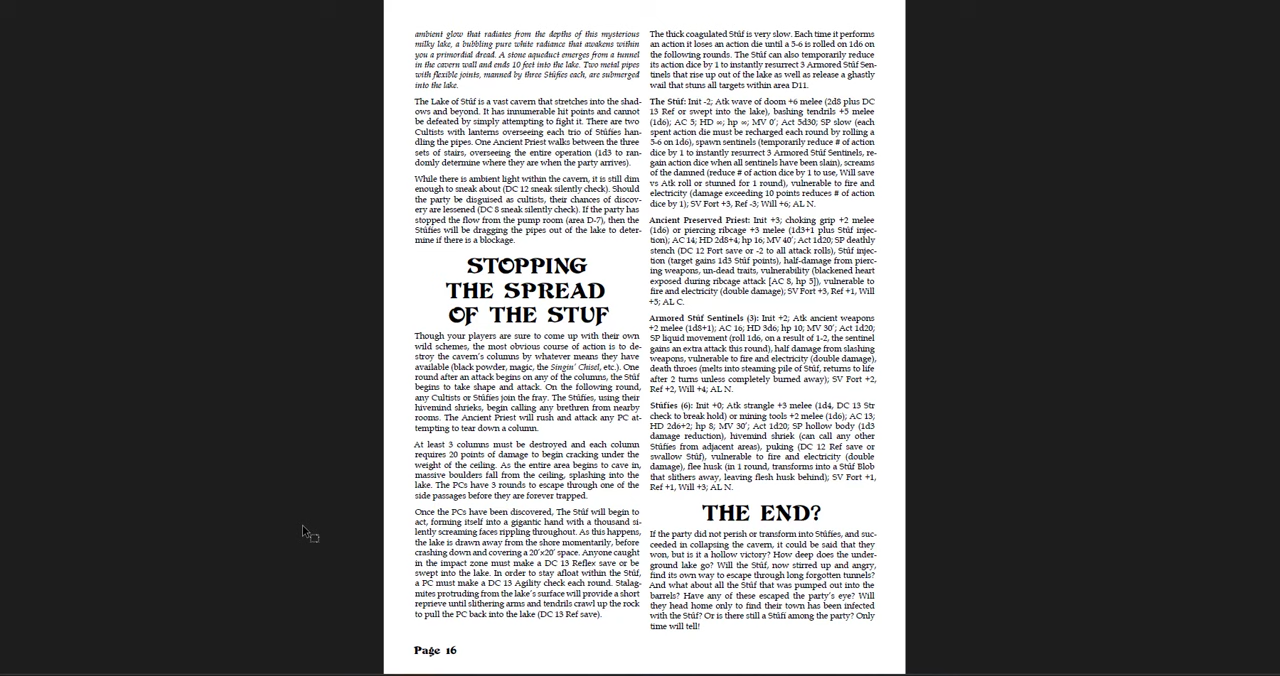 ambient glow that radiates from the depths of this mysterious
milky lake, a bubbling pure white radiance that awakens within
you a primordial dread. A stone aqueduct emerges from a tunnel
in the cavern wall and ends 10 feet into the lake. Two metal pipes
with flexible joints, manned by three Stúfies each, are submerged
into the lake.
The Lake of Stúf is a vast cavern that stretches into the shad-
ows and beyond. It has innumerable hit points and cannot
be defeated by simply attempting to fight it. There are two
Cultists with lanterns overseeing each trio of Stúfies han-
dling the pipes. One Ancient Priest walks between the three
sets of stairs, overseeing the entire operation (1d3 to ran-
domly determine where they are when the party arrives).
While there is ambient light within the cavern, it is still dim
enough to sneak about (DC 12 sneak silently check). Should
the party be disguised as cultists, their chances of discov-
ery are lessened (DC 8 sneak silently check). If the party has
stopped the flow from the pump room (area D-7), then the
Stúfies will be dragging the pipes out of the lake to deter-
mine if there is a blockage.
STOPPING
THE SPREAD
OF THE STUF
Though your players are sure to come up with their own
wild schemes, the most obvious course of action is to de-
stroy the cavern's columns by whatever means they have
available (black powder, magic, the Singin' Chisel, etc.). One
round after an attack begins on any of the columns, the Stúf
begins to take shape and attack. On the following round,
any Cultists or Stúfies join the fray. The Stúfies, using their
hivemind shrieks, begin calling any brethren from nearby
rooms. The Ancient Priest will rush and attack any PC at-
tempting to tear down a column.
At least 3 columns must be destroyed and each column
requires 20 points of damage to begin cracking under the
weight of the ceiling. As the entire area begins to cave in,
massive boulders fall from the ceiling, splashing into the
lake. The PCs have 3 rounds to escape through one of the
side passages before they are forever trapped.
Once the PCs have been discovered, The Stúf will begin to
act, forming itself into a gigantic hand with a thousand si-
lently screaming faces rippling throughout. As this happens,
the lake is drawn away from the shore momentarily, before
crashing down and covering a 20'x20' space. Anyone caught
in the impact zone must make a DC 13 Reflex save or be
swept into the lake. In order to stay afloat within the Stúf,
a PC must make a DC 13 Agility check each round. Stalag-
mites protruding from the lake's surface will provide a short
reprieve until slithering arms and tendrils crawl up the rock
to pull the PC back into the lake (DC 13 Ref save).
Page 16
The thick coagulated Stúf is very slow. Each time it performs
an action it loses an action die until a 5-6 is rolled on 1d6 on
the following rounds. The Stúf can also temporarily reduce
its action dice by 1 to instantly resurrect 3 Armored Stúf Sen-
tinels that rise up out of the lake as well as release a ghastly
wail that stuns all targets within area D11.
The Stúf: Init -2; Atk wave of doom +6 melee (2d8 plus DC
13 Ref or swept into the lake), bashing tendrils +5 melee
(1d6); AC 5; HD ∞; hp ∞; MV 0'; Act 5d30; SP slow (each
spent action die must be recharged each round by rolling a
5-6 on 1d6), spawn sentinels (temporarily reduce # of action
dice by 1 to instantly resurrect 3 Armored Stúf Sentinels, re-
gain action dice when all sentinels have been slain), screams
of the damned (reduce # of action dice by 1 to use, Will save
vs Atk roll or stunned for 1 round), vulnerable to fire and
electricity (damage exceeding 10 points reduces # of action
dice by 1); SV Fort +3, Ref -3; Will +6; AL N.
Ancient Preserved Priest: Init +3; choking grip +2 melee
(1d6) or piercing ribcage +3 melee (1d3+1 plus Stúf injec-
tion); AC 14; HD 2d8+4; hp 16; MV 40'; Act 1d20; SP deathly
stench (DC 12 Fort save or -2 to all attack rolls), Stúf injec-
tion (target gains 1d3 Stúf points), half-damage from pierc-
ing weapons, un-dead traits, vulnerability (blackened heart
exposed during ribcage attack [AC 8, hp 5]), vulnerable to
fire and electricity (double damage); SV Fort +3, Ref +1, Will
+5; AL C.
Armored Stúf Sentinels (3): Init +2; Atk ancient weapons
+2 melee (1d8+1); AC 16; HD 3d6; hp 10; MV 30'; Act 1d20;
SP liquid movement (roll 1d6, on a result of 1-2, the sentinel
gains an extra attack this round), half damage from slashing
weapons, vulnerable to fire and electricity (double damage),
death throes (melts into steaming pile of Stúf, returns to life
after 2 turns unless completely burned away); SV Fort +2,
Ref +2, Will +4; AL N.
Stúfies (6): Init +0; Atk strangle +3 melee (1d4, DC 13 Str
check to break hold) or mining tools +2 melee (1d6); AC 13;
HD 2d6+2; hp 8; MV 30'; Act 1d20; SP hollow body (1d3
damage reduction), hivemind shriek (can call any other
Stúfies from adjacent areas), puking (DC 12 Ref save or
swallow Stúf), vulnerable to fire and electricity (double
damage), flee husk (in 1 round, transforms into a Stúf Blob
that slithers away, leaving flesh husk behind); SV Fort +1,
Ref +1, Will +3; AL N.
THE END?
If the party did not perish or transform into Stúfies, and suc-
ceeded in collapsing the cavern, it could be said that they
won, but is it a hollow victory? How deep does the under-
ground lake go? Will the Stúf, now stirred up and angry,
find its own way to escape through long forgotten tunnels?
And what about all the Stúf that was pumped out into the
barrels? Have any of these escaped the party's eye? Will
they head home only to find their town has been infected
with the Stúf? Or is there still a Stúfi among the party? Only
time will tell!